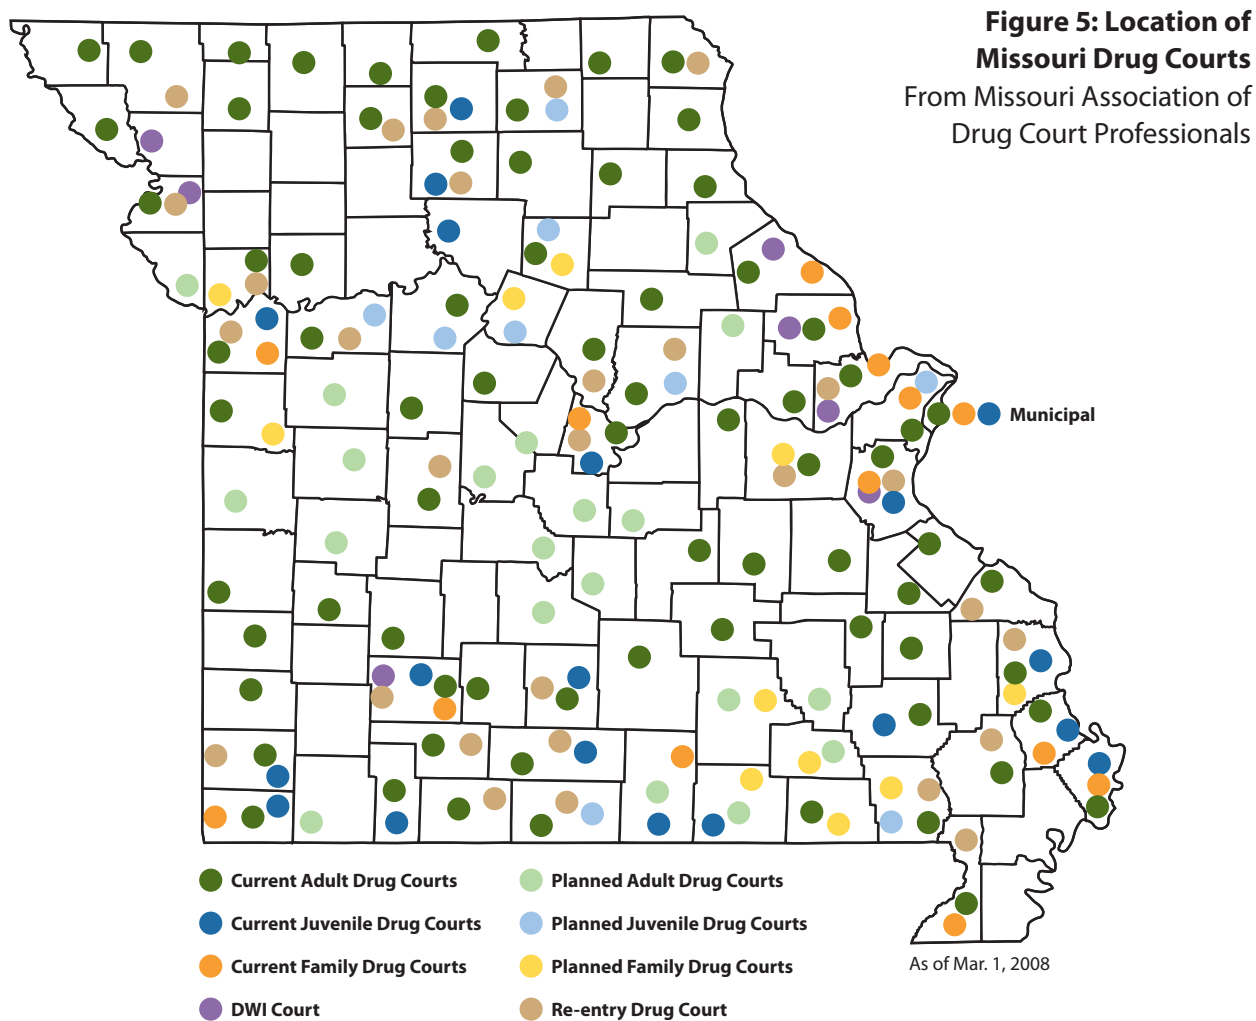 Figure 5: Location of
Missouri Drug Courts
From Missouri Association of
Drug Court Professionals
Municipal
Current Adult Drug Courts
Current Juvenile Drug Courts
Current Family Drug Courts
DWI Court
Planned Adult Drug Courts
Planned Juvenile Drug Courts
Planned Family Drug Courts
Re-entry Drug Court
As of Mar. 1, 2008